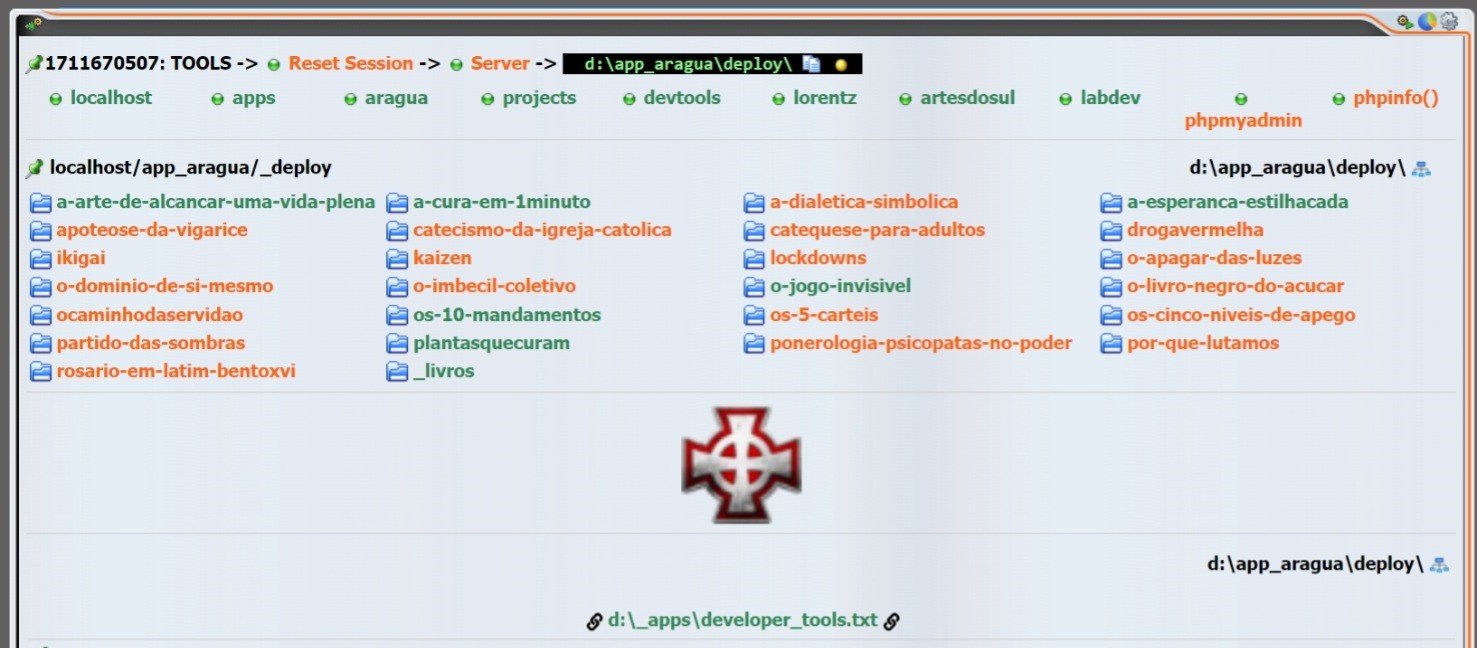 1711670507: TOOLS -> Reset Session -> Server -> d:\app_aragua\deploy\
localhost apps aragua projects devtools lorentz artesdosul labdev phpmyadmin phpinfo()
localhost/app_aragua/_deploy d:\app_aragua\deploy\
a-arte-de-alcancar-uma-vida-plena a-cura-em-1minuto a-dialetica-simbolica a-esperanca-estilhacada
apoteose-da-vigarice catecismo-da-igreja-catolica catequese-para-adultos drogavermelha
ikigai kaizen lockdowns o-apagar-das-luzes
o-dominio-de-si-mesmo o-imbecil-coletivo o-jogo-invisivel o-livro-negro-do-acucar
ocaminhodaservidao os-10-mandamentos os-5-carteis os-cinco-niveis-de-apego
partido-das-sombras plantasquecuram ponerologia-psicopatas-no-poder por-que-lutamos
rosario-em-latim-bentoxvi _livros
d:\app_aragua\deploy\
d:\_apps\developer_tools.txt